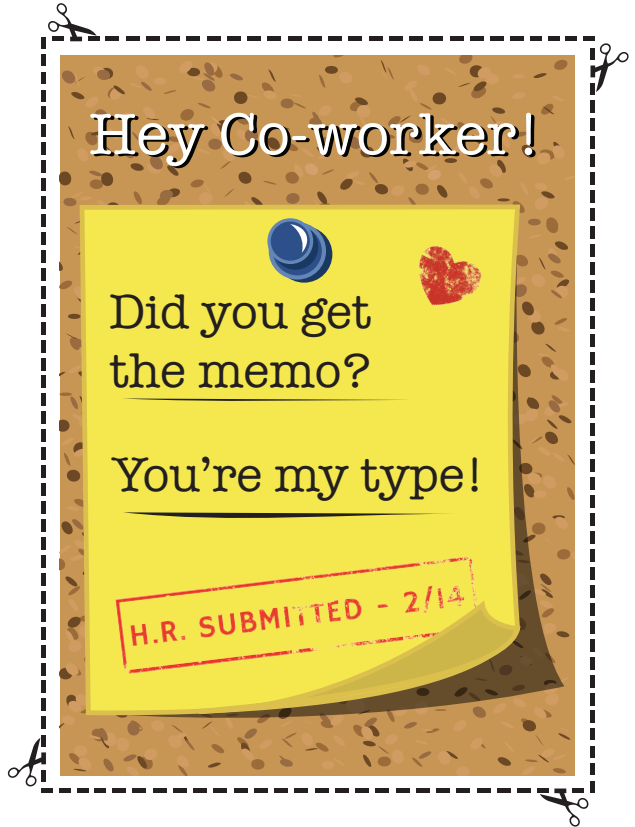 Hey Co-worker!
Did you get
the memo?
You're my type!
H.R. SUBMITTED - 2/14